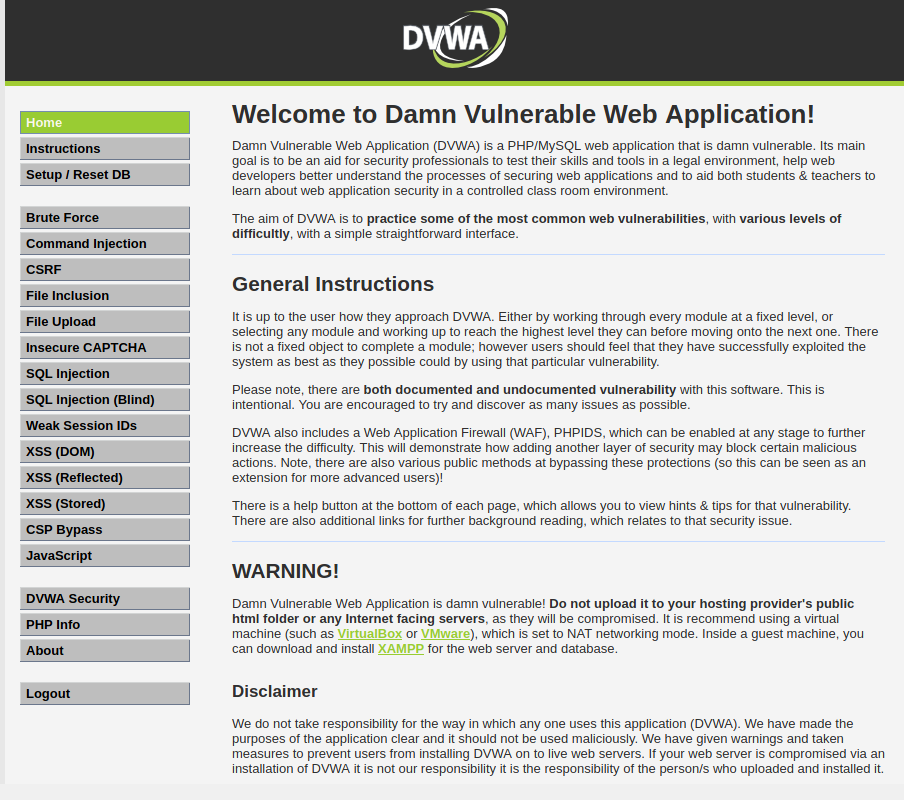 DVWA
Home
Instructions
Setup / Reset DB
Brute Force
Command Injection
CSRF
File Inclusion
File Upload
Insecure CAPTCHA
SQL Injection
SQL Injection (Blind)
Weak Session IDs
XSS (DOM)
XSS (Reflected)
XSS (Stored)
CSP Bypass
JavaScript
DVWA Security
PHP Info
About
Logout
Welcome to Damn Vulnerable Web Application!
Damn Vulnerable Web Application (DVWA) is a PHP/MySQL web application that is damn vulnerable. Its main
goal is to be an aid for security professionals to test their skills and tools in a legal environment, help web
developers better understand the processes of securing web applications and to aid both students & teachers to
learn about web application security in a controlled class room environment.
The aim of DVWA is to practice some of the most common web vulnerabilities, with various levels of
difficultly, with a simple straightforward interface.
General Instructions
It is up to the user how they approach DVWA. Either by working through every module at a fixed level, or
selecting any module and working up to reach the highest level they can before moving onto the next one. There
is not a fixed object to complete a module; however users should feel that they have successfully exploited the
system as best as they possible could by using that particular vulnerability.
Please note, there are both documented and undocumented vulnerability with this software. This is
intentional. You are encouraged to try and discover as many issues as possible.
DVWA also includes a Web Application Firewall (WAF), PHPIDS, which can be enabled at any stage to further
increase the difficulty. This will demonstrate how adding another layer of security may block certain malicious
actions. Note, there are also various public methods at bypassing these protections (so this can be seen as an
extension for more advanced users)!
There is a help button at the bottom of each page, which allows you to view hints & tips for that vulnerability.
There are also additional links for further background reading, which relates to that security issue.
WARNING!
Damn Vulnerable Web Application is damn vulnerable! Do not upload it to your hosting provider's public
html folder or any Internet facing servers, as they will be compromised. It is recommend using a virtual
machine (such as VirtualBox or VMware), which is set to NAT networking mode. Inside a guest machine, you
can download and install XAMPP for the web server and database.
Disclaimer
We do not take responsibility for the way in which any one uses this application (DVWA). We have made the
purposes of the application clear and it should not be used maliciously. We have given warnings and taken
measures to prevent users from installing DVWA on to live web servers. If your web server is compromised via an
installation of DVWA it is not our responsibility it is the responsibility of the person/s who uploaded and installed it.